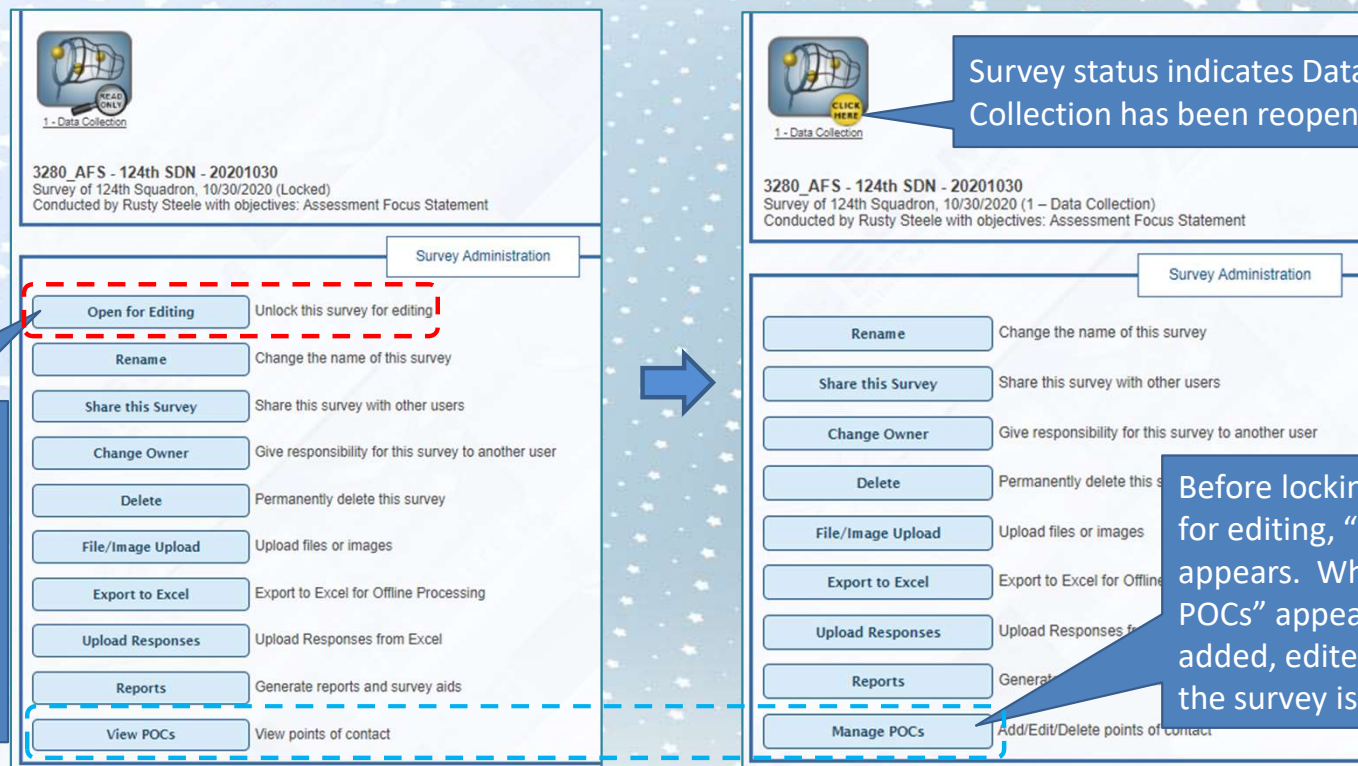 READ
ONLY
1 - Data Collection
3280_AFS - 124th SDN - 20201030
Survey of 124th Squadron, 10/30/2020 (Locked)
Conducted by Rusty Steele with objectives: Assessment Focus Statement
Survey Administration
Open for Editing Unlock this survey for editing
Rename Change the name of this survey
Share this Survey Share this survey with other users
Change Owner Give responsibility for this survey to another user
Delete Permanently delete this survey
File/Image Upload Upload files or images
Export to Excel Export to Excel for Offline Processing
Upload Responses Upload Responses from Excel
Reports Generate reports and survey aids
View POCs View points of contact
CLICK
HERE
1 - Data Collection
Survey status indicates Data
Collection has been reopen
3280_AFS - 124th SDN - 20201030
Survey of 124th Squadron, 10/30/2020 (1 – Data Collection)
Conducted by Rusty Steele with objectives: Assessment Focus Statement
Survey Administration
Rename Change the name of this survey
Share this Survey Share this survey with other users
Change Owner Give responsibility for this survey to another user
Delete Permanently delete this s
File/Image Upload Upload files or images
Export to Excel Export to Excel for Offline
Upload Responses Upload Responses
Reports Generat
Manage POCs Add/Edit/Delete points of contact
Before lockin
for editing, “
appears. Wh
POCs” appea
added, edite
the survey is